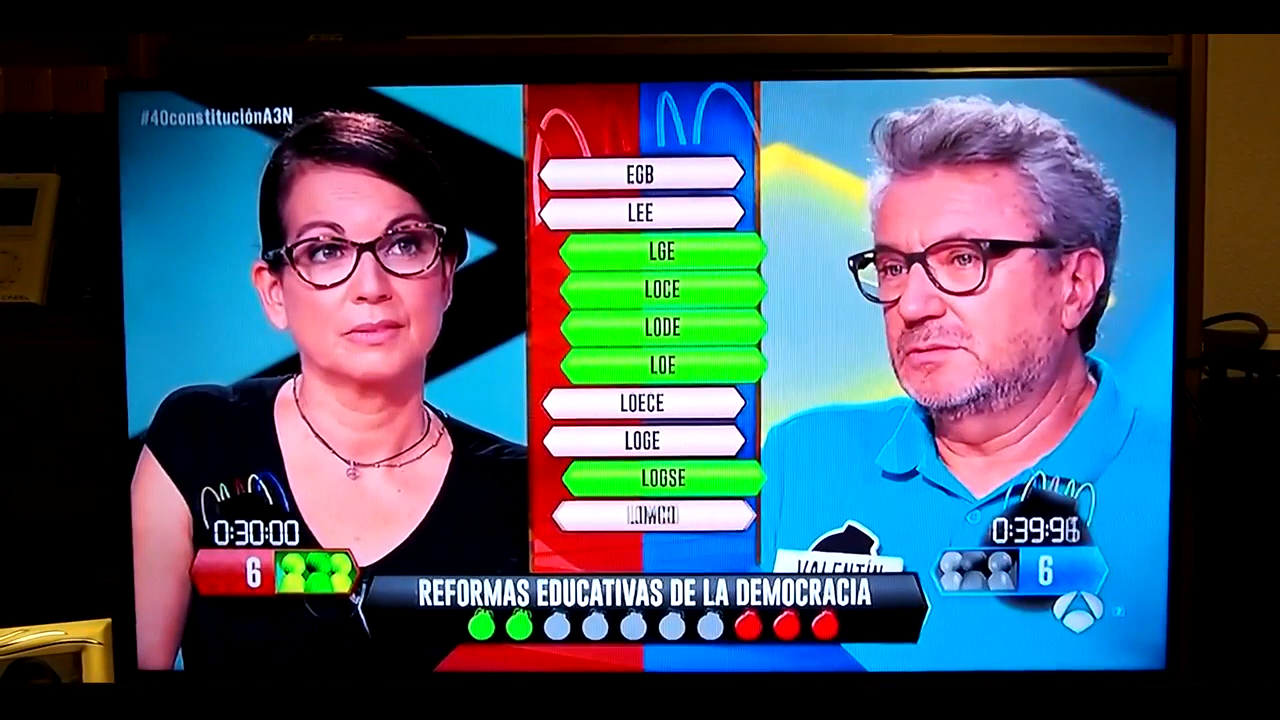 #40constituciónA3N
EGB
LEE
LGE
LOCE
LODE
LOE
LOECE
LOGE
LOGSE
0:30:00
6
VALENTÍN
6
REFORMAS EDUCATIVAS DE LA DEMOCRACIA